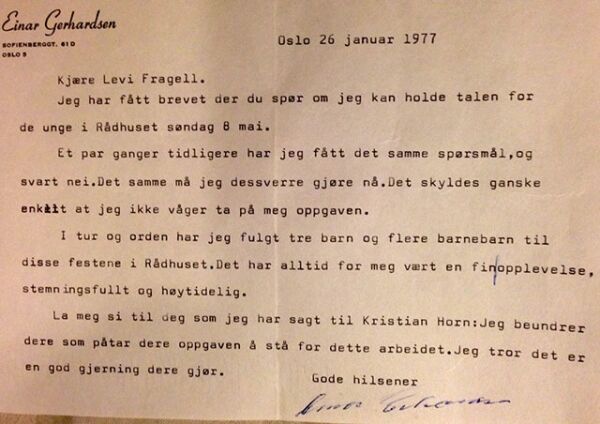 Einar Gerhardsen
SOFIENBERGGT. 61 D
OSLO 5
Oslo 26 januar 1977
Kjære Levi Fragell.
Jeg har fått brevet der du spør om jeg kan holde talen for
de unge i Rådhuset søndag 8 mai.
Et par ganger tidligere har jeg fått det samme spørsmål,og
svart nei.Det samme må jeg dessverre gjøre nå.Det skyldes ganske
enkelt at jeg ikke våger ta på meg oppgaven.
I tur og orden har jeg fulgt tre barn og flere barnebarn til
disse festene i Rådhuset.Det har alltid for meg vært en fin/opplevelse,
stemningsfullt og høytidelig.
La meg si til deg som jeg har sagt til Kristian Horn:Jeg beundrer
dere som påtar dere oppgaven å stå for dette arbeidet.Jeg tror det er
en god gjerning dere gjør.
Gode hilsener
Einar Gerhardsen